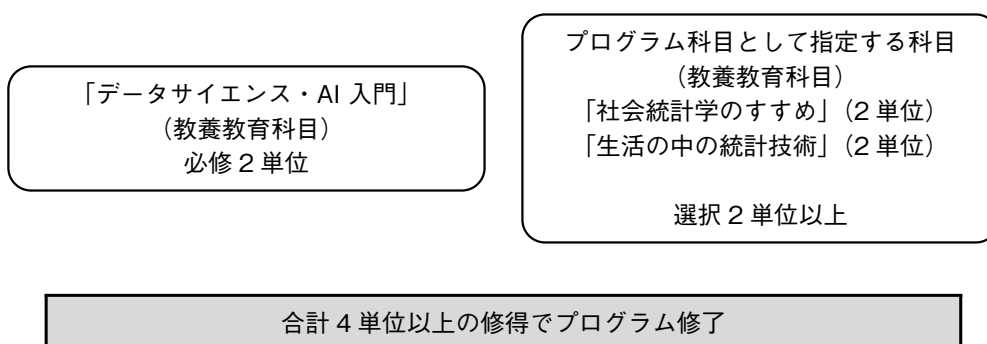 「データサイエンス・AI 入門」
（教養教育科目）
必修 2 単位
プログラム科目として指定する科目
（教養教育科目）
「社会統計学のすすめ」（2 単位）
「生活の中の統計技術」（2 単位）
選択 2 単位以上
合計 4 単位以上の修得でプログラム修了